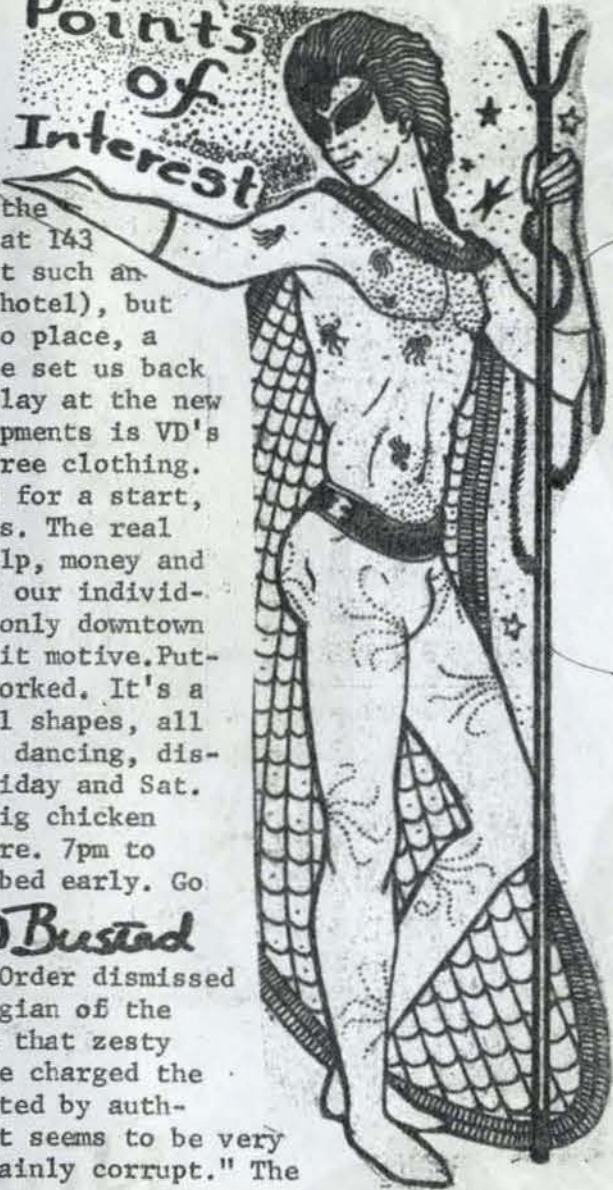 Points
of
Interest
the
at 143
t such an
hotel), but
o place, a
e set us back
lay at the new
pments is VD's
ree clothing.
for a start,
s. The real
lp, money and
our individ-
only downtown
it motive.Put-
orked. It's a
l shapes, all
dancing, dis-
iday and Sat.
ig chicken
re. 7pm to
bed early. Go
Busted
Order dismissed
gian of the
that zesty
e charged the
ted by auth-
t seems to be very
ainly corrupt." The